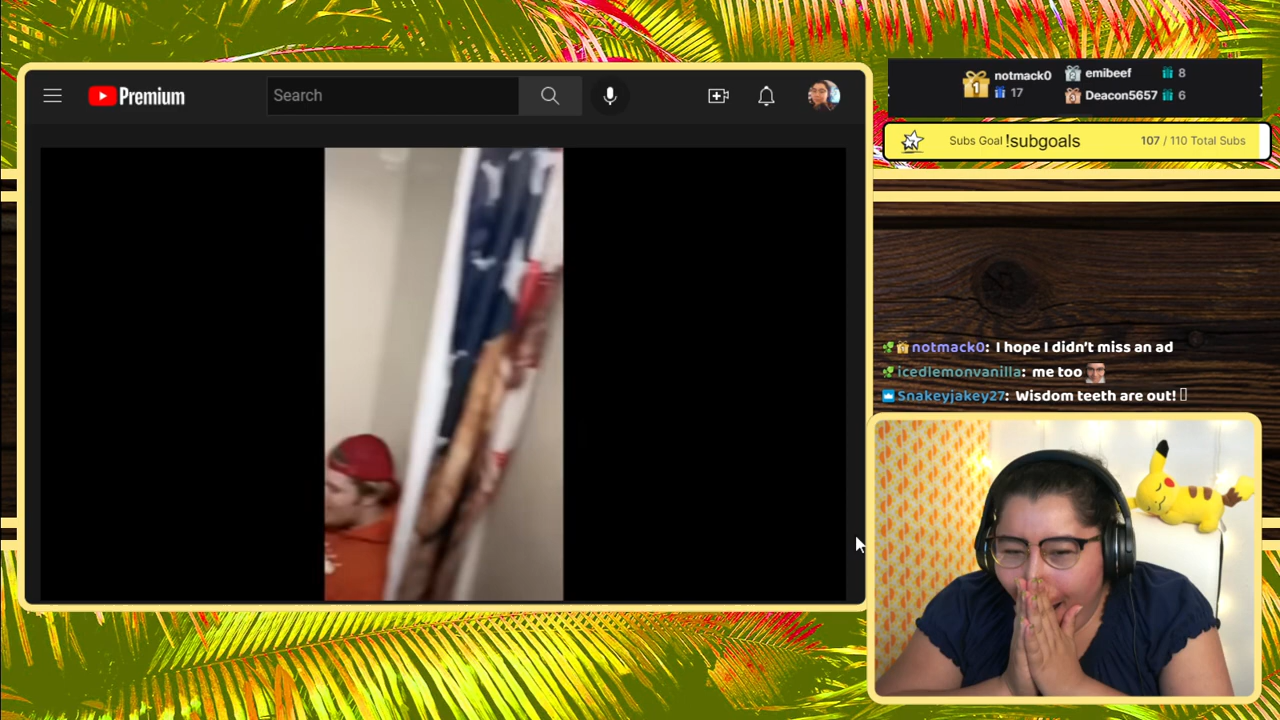 Premium
Search
notmack0
17
emibeef
8
Deacon5657
6
1
Subs Goal !subgoals
107 / 110 Total Subs
notmack0: I hope I didn't miss an ad
icedlemonvanilla: me too
Snakeyjakey27: Wisdom teeth are out!